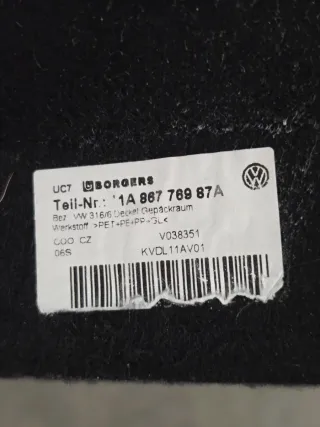 UC7 BORGERS
Teil-Nr.: 11A 867 769 87A
Bez. VW 316/6 Deckel Gepäckraum
Werkstoff >PET+PE+PP-GL<
COO CZ V038351
06S KVDL11AV01